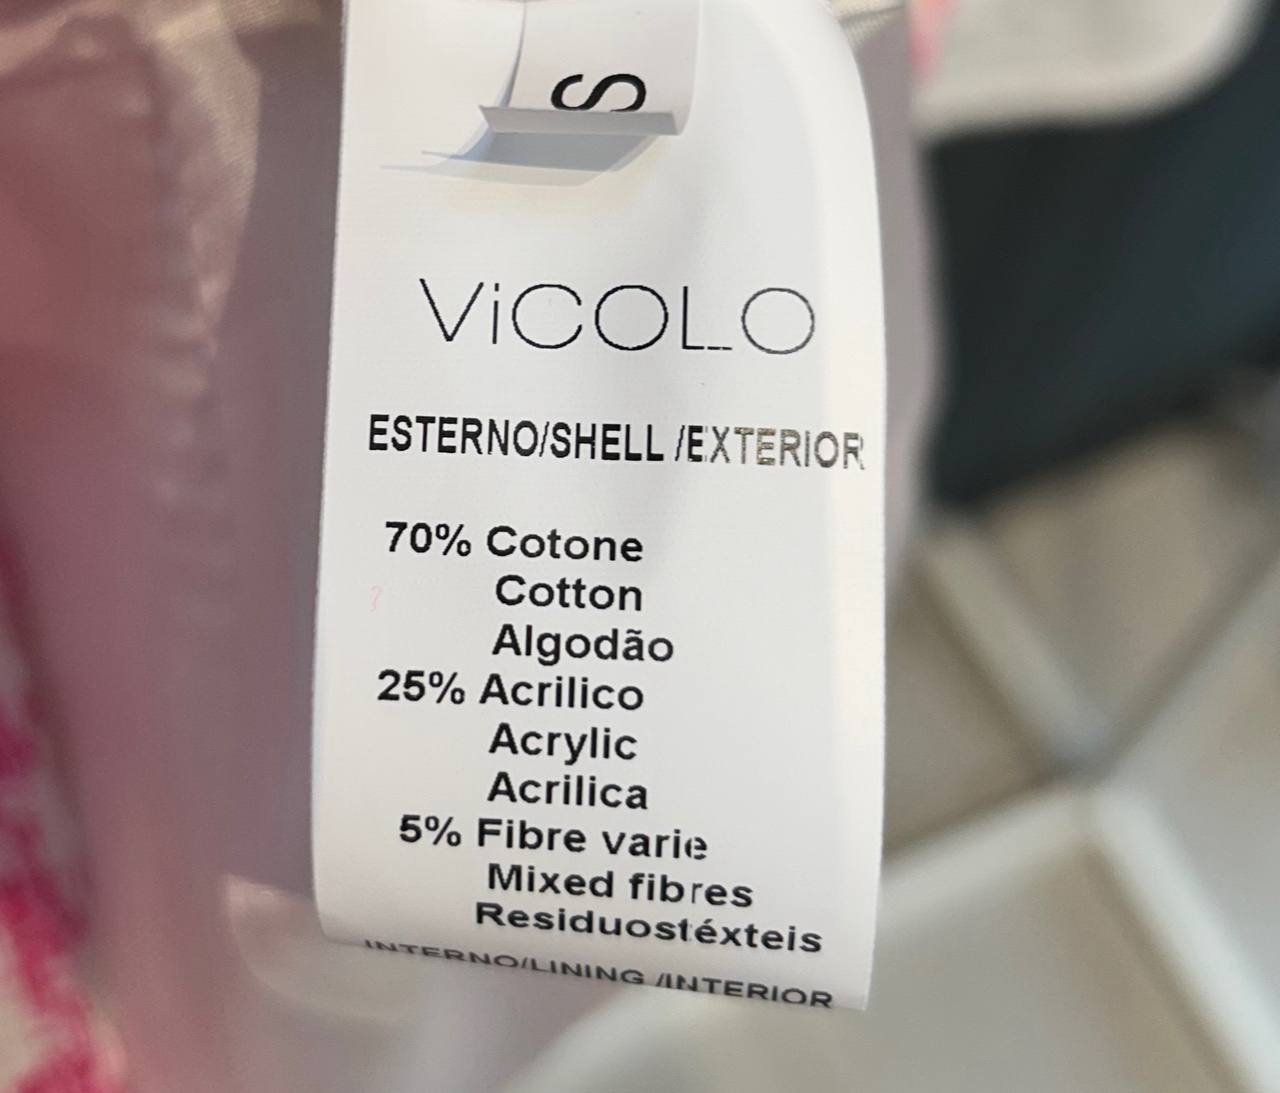 S
ViCOLO
ESTERNO/SHELL /EXTERIOR
70% Cotone
Cotton
Algodão
25% Acrilico
Acrylic
Acrilica
5% Fibre varie
Mixed fibres
Residuostéxteis
INTERNO/LINING /INTERIOR